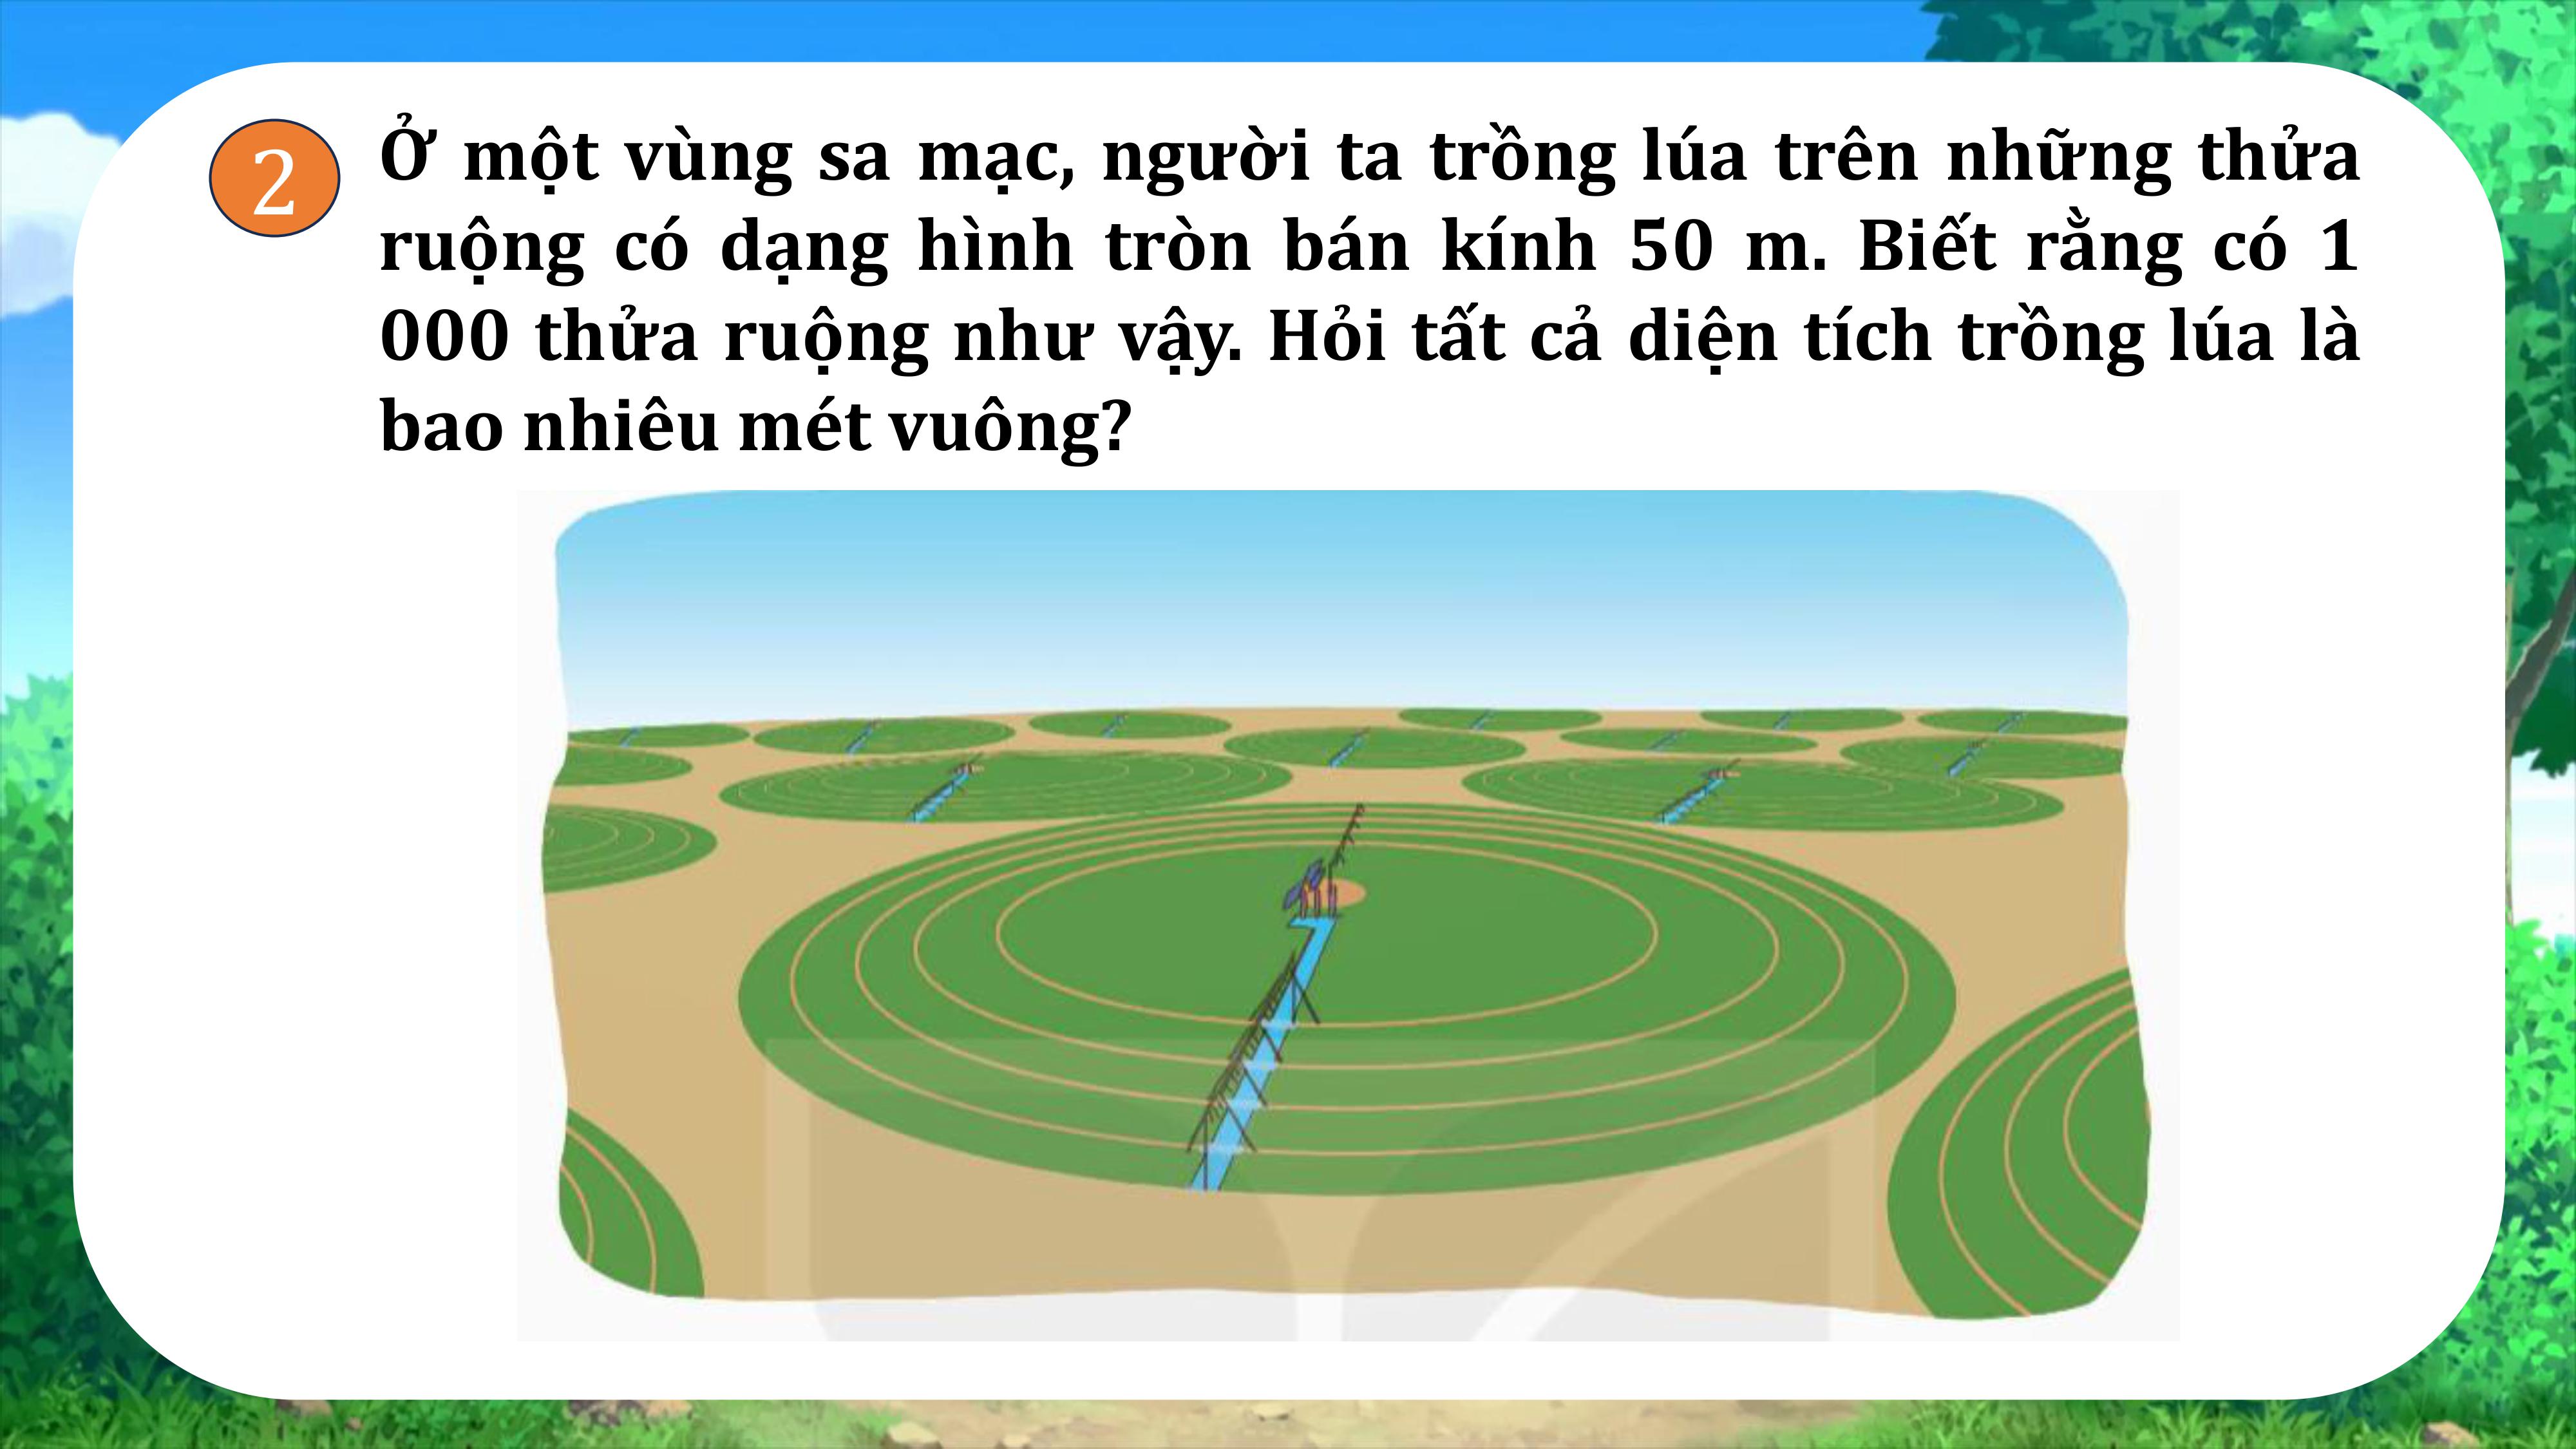 2
Ở một vùng sa mạc, người ta trồng lúa trên những thửa
ruộng có dạng hình tròn bán kính 50 m. Biết rằng có 1
000 thửa ruộng như vậy. Hỏi tất cả diện tích trồng lúa là
bao nhiêu mét vuông?